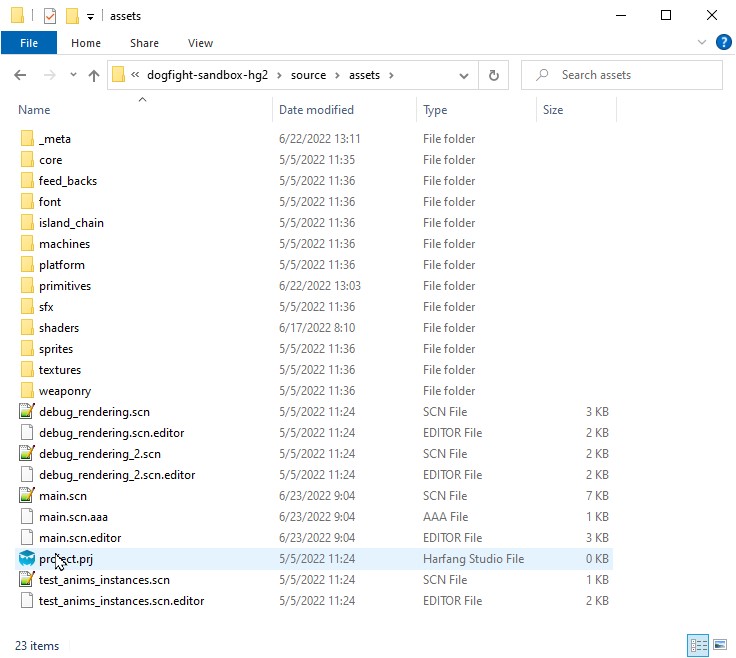 assets
File Home Share View
« dogfight-sandbox-hg2 › source › assets › Search assets
Name Date modified Type Size
_meta 6/22/2022 13:11 File folder
core 5/5/2022 11:35 File folder
feed_backs 5/5/2022 11:36 File folder
font 5/5/2022 11:36 File folder
island_chain 5/5/2022 11:36 File folder
machines 5/5/2022 11:36 File folder
platform 5/5/2022 11:36 File folder
primitives 6/22/2022 13:03 File folder
sfx 5/5/2022 11:36 File folder
shaders 6/17/2022 8:10 File folder
sprites 5/5/2022 11:36 File folder
textures 5/5/2022 11:36 File folder
weaponry 5/5/2022 11:36 File folder
debug_rendering.scn 5/5/2022 11:24 SCN File 3 KB
debug_rendering.scn.editor 5/5/2022 11:24 EDITOR File 2 KB
debug_rendering_2.scn 5/5/2022 11:24 SCN File 2 KB
debug_rendering_2.scn.editor 5/5/2022 11:24 EDITOR File 2 KB
main.scn 6/23/2022 9:04 SCN File 7 KB
main.scn.aaa 6/23/2022 9:04 AAA File 1 KB
main.scn.editor 6/23/2022 9:04 EDITOR File 3 KB
project.prj 5/5/2022 11:24 Harfang Studio File 0 KB
test_anims_instances.scn 5/5/2022 11:24 SCN File 1 KB
test_anims_instances.scn.editor 5/5/2022 11:24 EDITOR File 2 KB
23 items